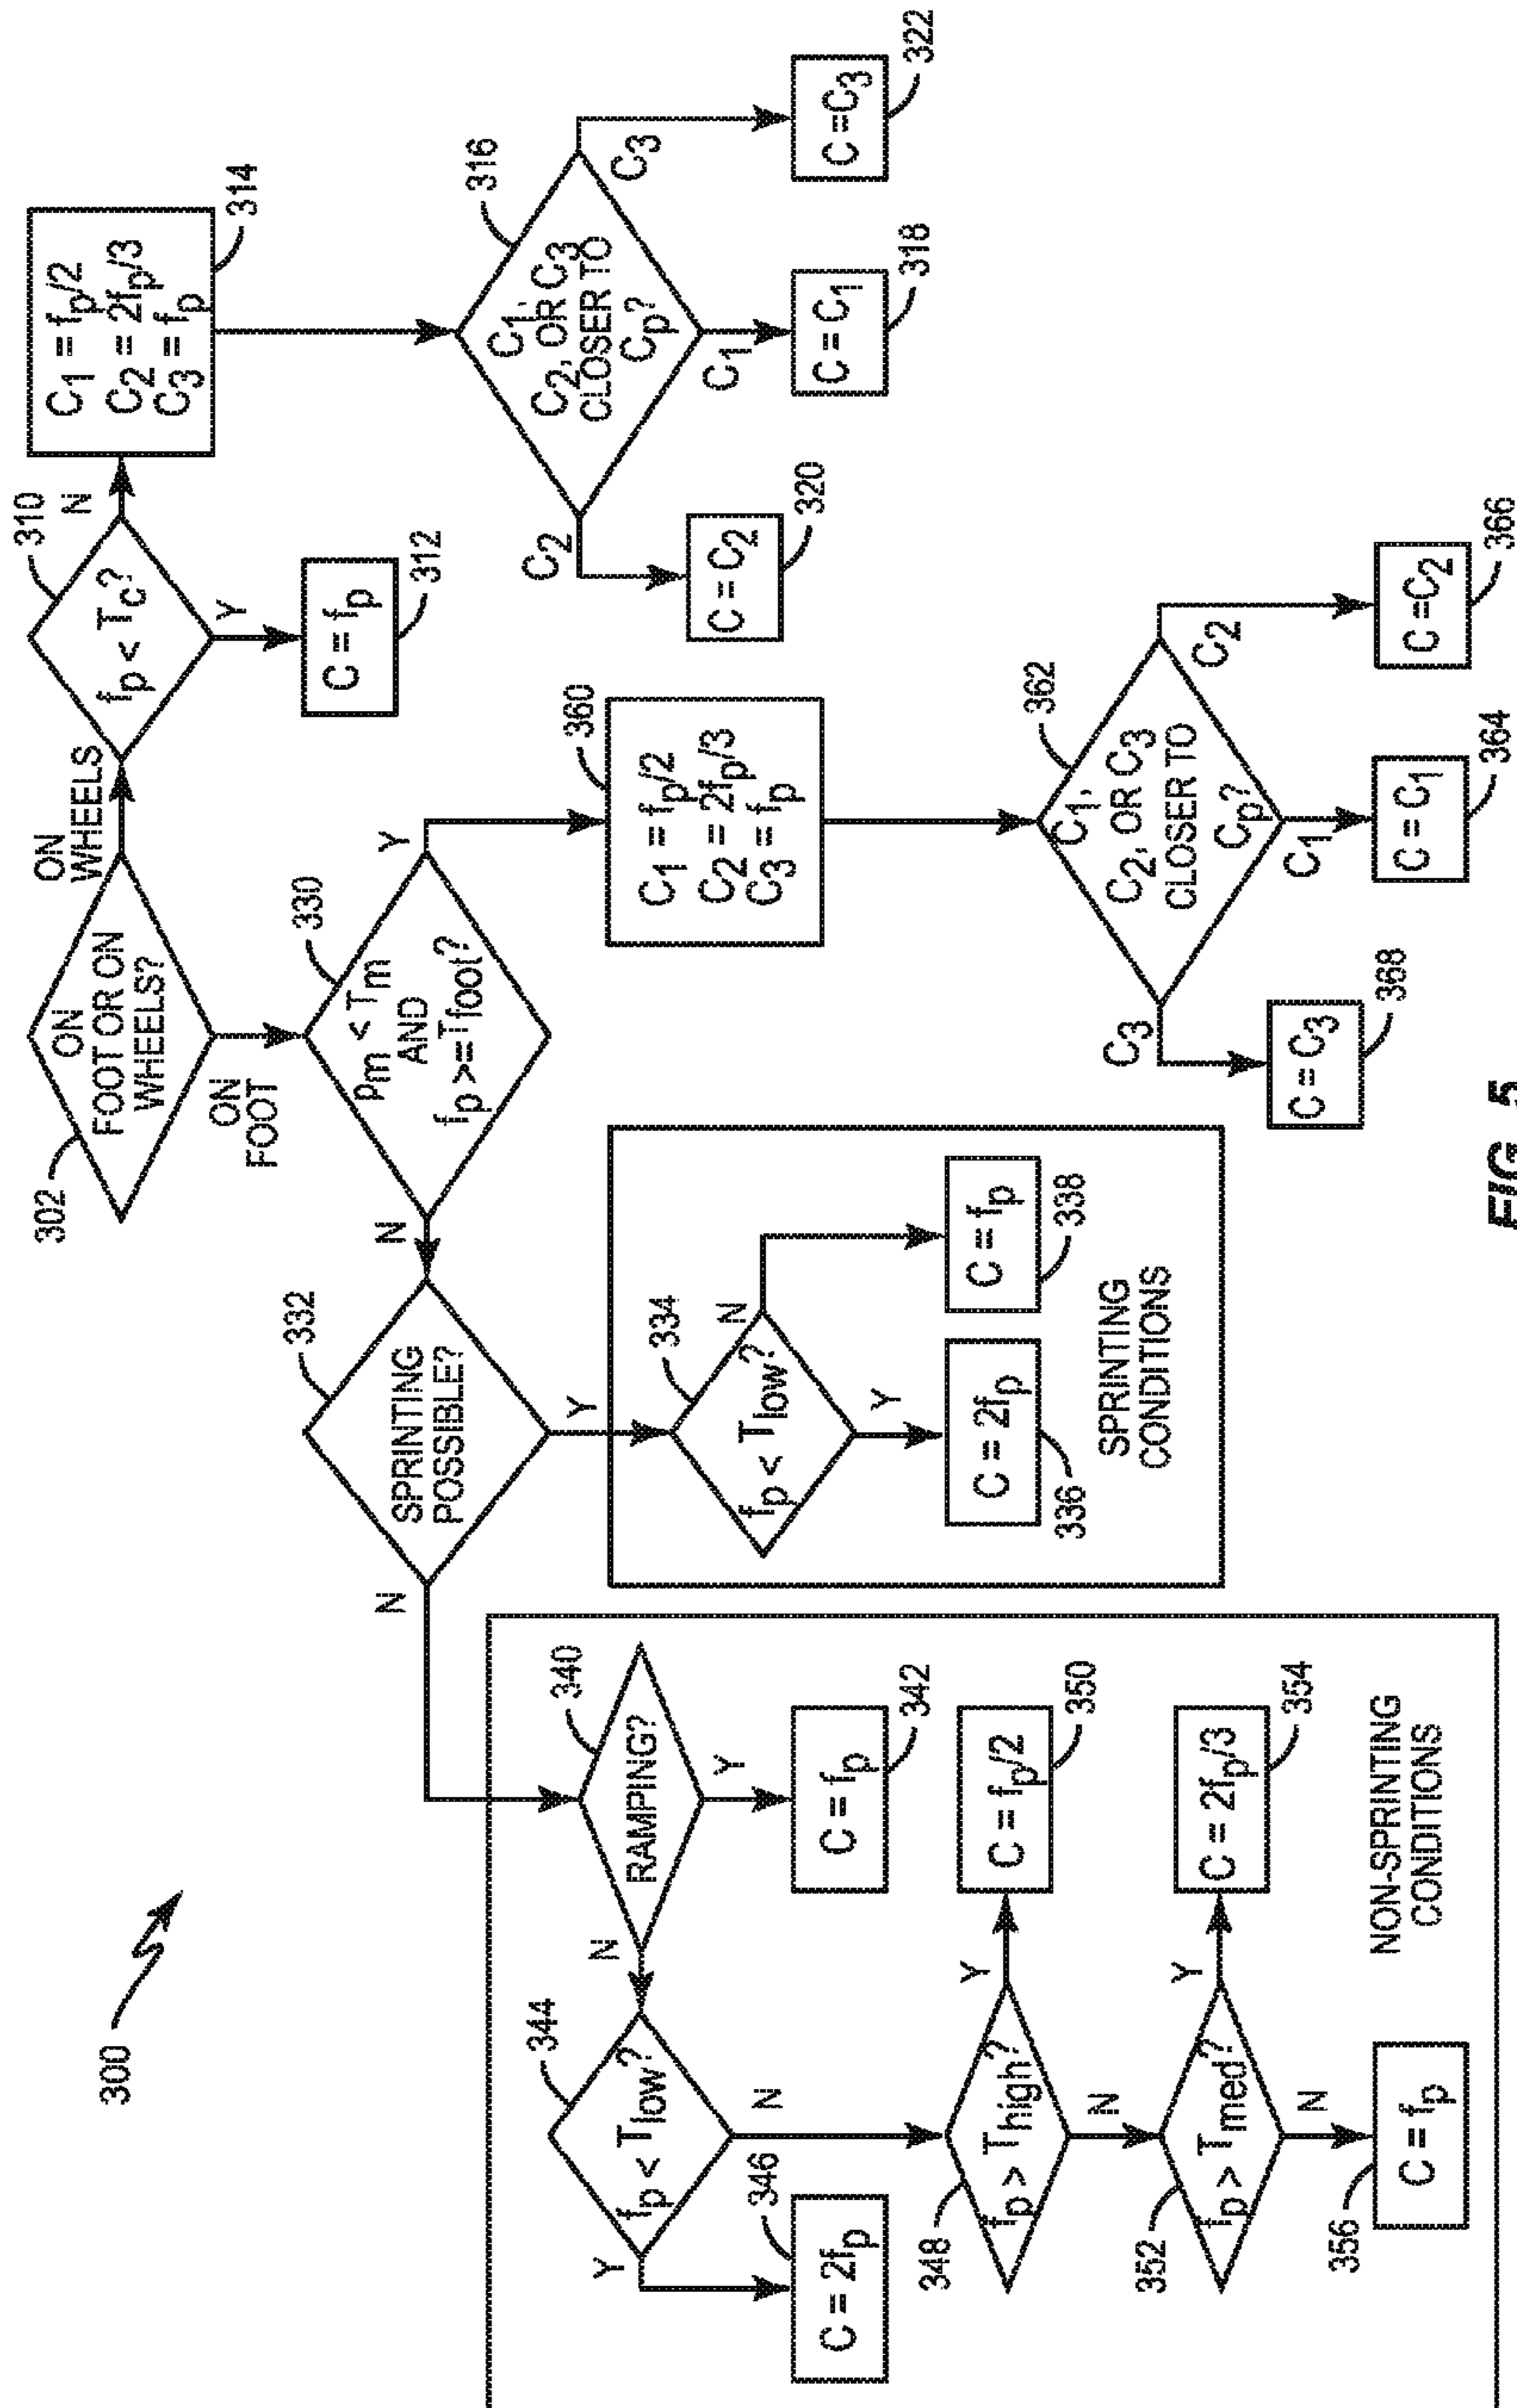 300
302
ON
FOOT OR ON
WHEELS?
ON
WHEELS
ON
FOOT
310
f_p < T_c?
N
Y
C = f_p
312
C_1 = f_p/2
C_2 = 2f_p/3
C_3 = f_p
314
316
C_1,
C_2, OR C_3
CLOSER TO
C_p?
C_2
C_1
C_3
C = C_2
320
C = C_1
318
C = C_3
322
330
p_m < T_m
AND
f_p >= T_foot?
N
Y
360
C_1 = f_p/2
C_2 = 2f_p/3
C_3 = f_p
362
C_1,
C_2, OR C_3
CLOSER TO
C_p?
C_3
C_1
C_2
C = C_3
368
C = C_1
364
C = C_2
366
332
SPRINTING
POSSIBLE?
N
Y
334
f_p < T_low?
N
Y
C = 2f_p
336
C = f_p
338
SPRINTING
CONDITIONS
340
RAMPING?
N
Y
C = f_p
342
344
f_p < T_low?
Y
N
346
C = 2f_p
348
f_p > T_high?
Y
N
C = f_p/2
350
352
f_p > T_med?
Y
N
C = 2f_p/3
354
356
C = f_p
NON-SPRINTING
CONDITIONS
FIG. 5